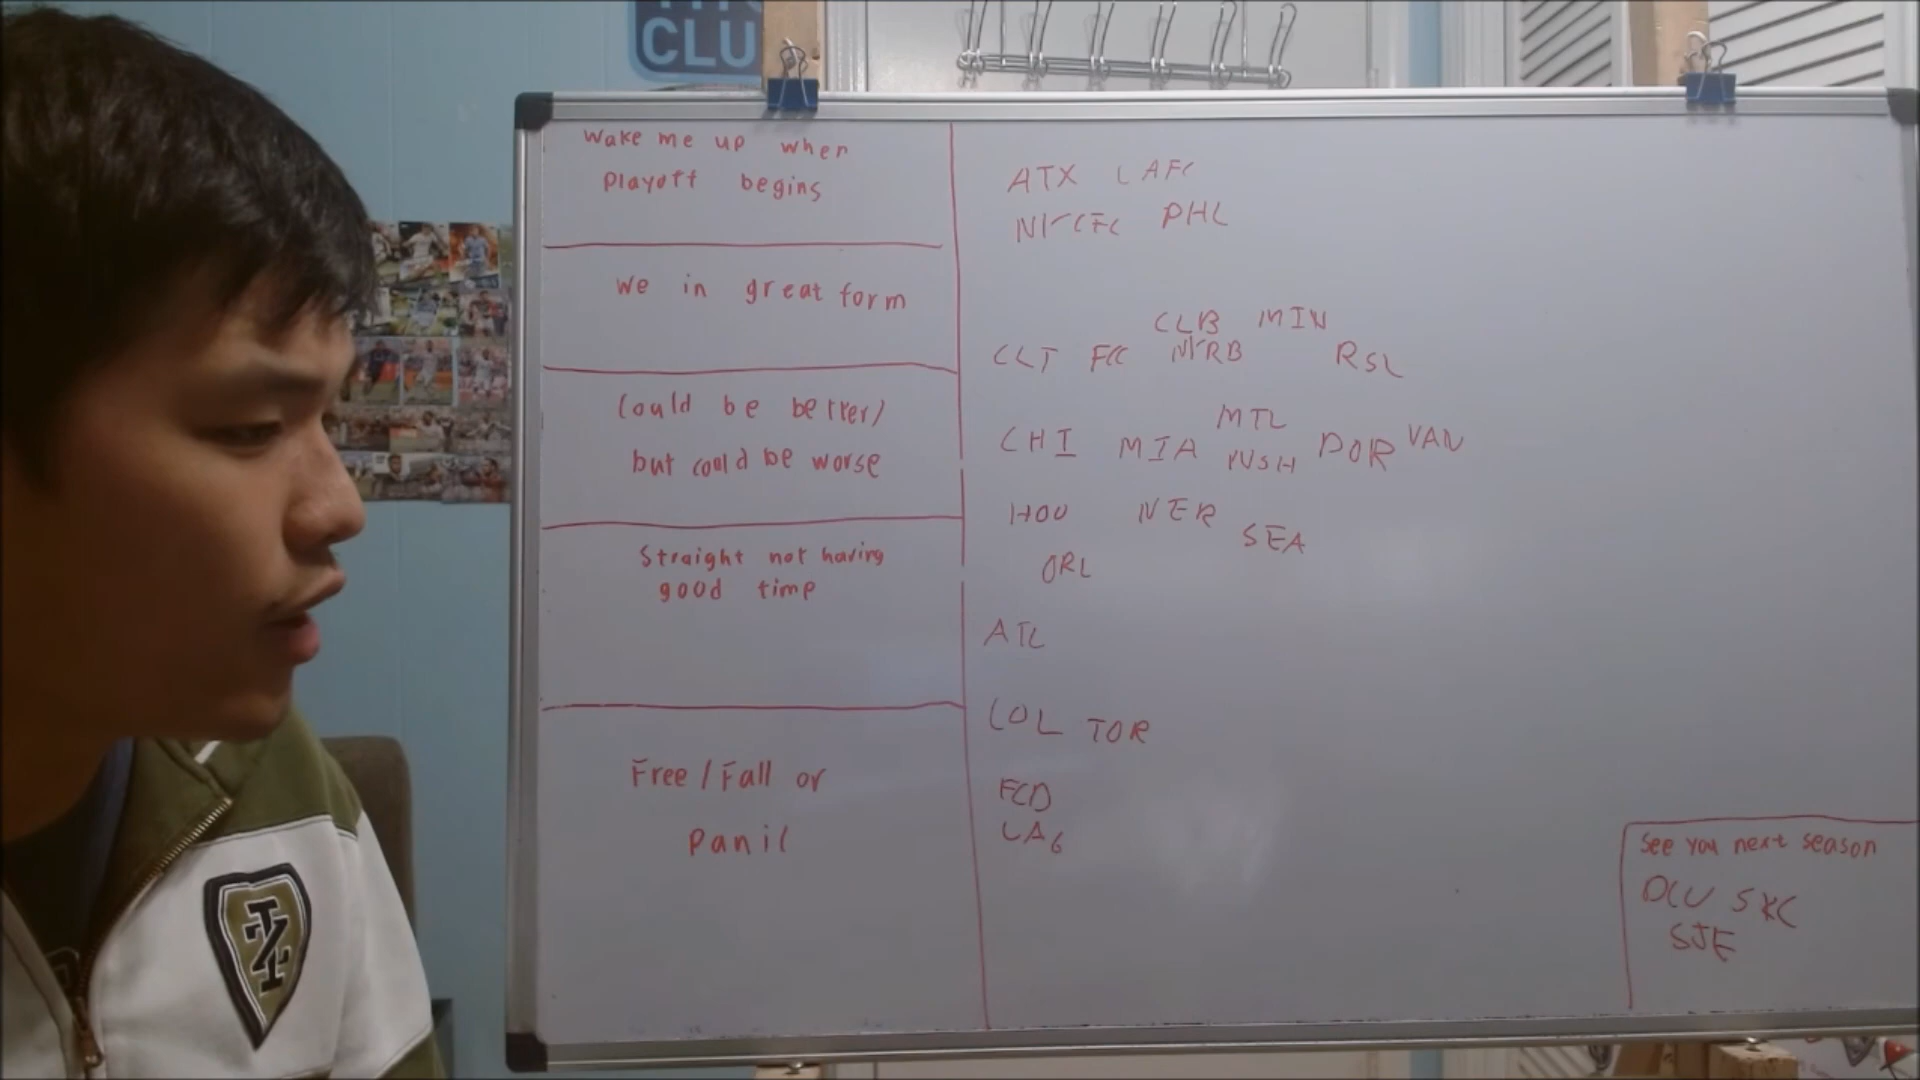 CLU
Wake me up when
Playoff begins
ATX LAFC
NYCFC PHL
We in great form
CLB MIN
CLT FCC NYRB RSL
Could be better/
but could be worse
MTL
CHI MIA NSH POR VAN
HOU NER SEA
ORL
Straight not having
good time
ATL
COL TOR
Free/Fall or
Panic
FCD
LAG
See you next season
DCU SKC
SJE